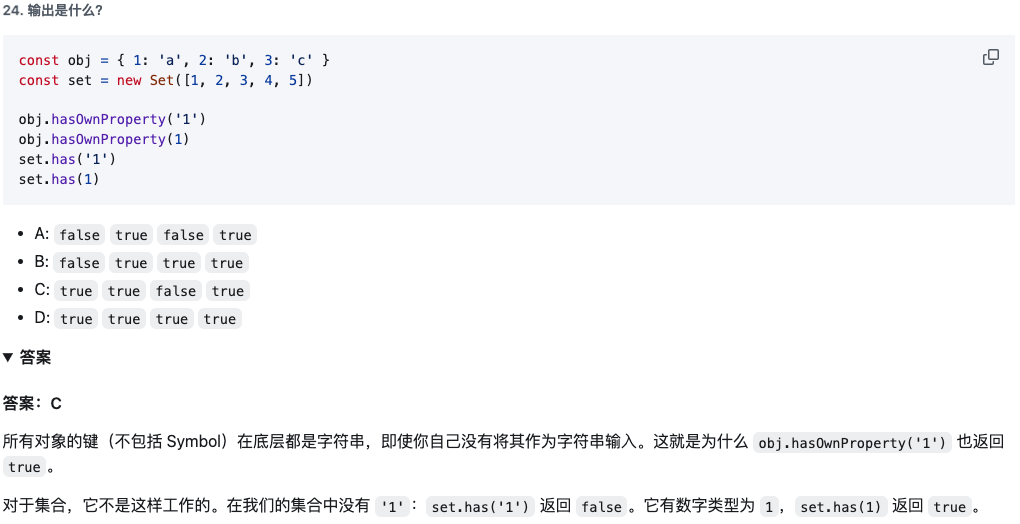 24. 输出是什么?
const obj = { 1: 'a', 2: 'b', 3: 'c' }
const set = new Set([1, 2, 3, 4, 5])
obj.hasOwnProperty('1')
obj.hasOwnProperty(1)
set.has('1')
set.has(1)
• A: false true false true
• B: false true true true
• C: true true false true
• D: true true true true
▼ 答案
答案：C
所有对象的键（不包括 Symbol）在底层都是字符串，即使你自己没有将其作为字符串输入。这就是为什么 obj.hasOwnProperty('1') 也返回
true 。
对于集合，它不是这样工作的。在我们的集合中没有 '1'： set.has('1') 返回 false 。它有数字类型为 1 ， set.has(1) 返回 true 。